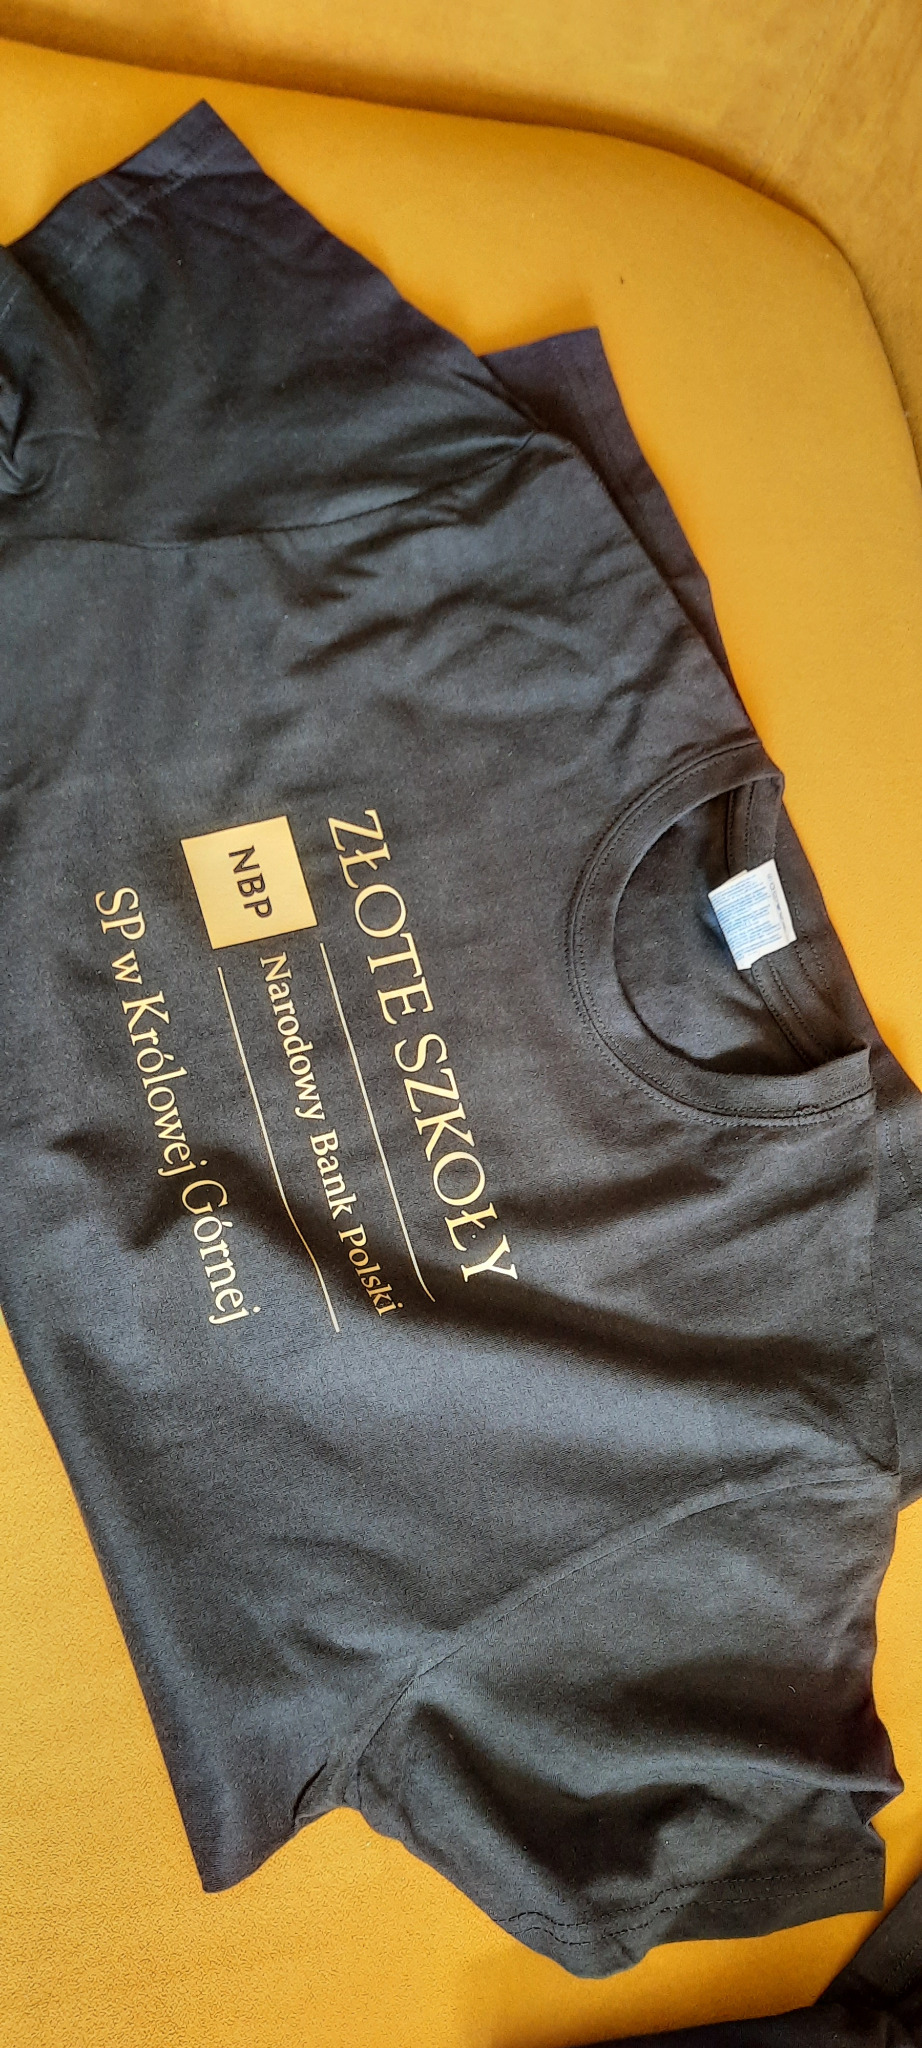 ZŁOTE SZKOŁY
NBP Narodowy Bank Polski
SP w Królowej Górnej